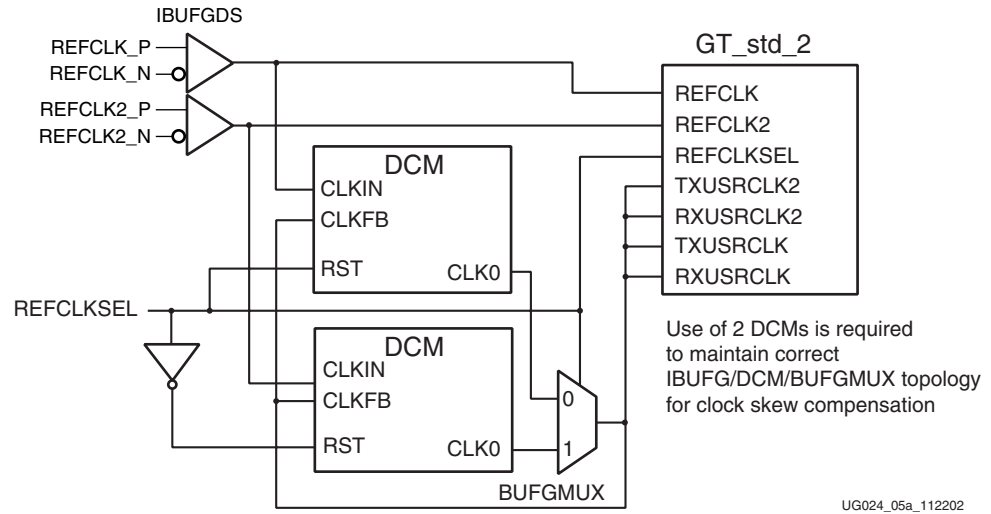 IBUFGDS
REFCLK_P
REFCLK_N
REFCLK2_P
REFCLK2_N
GT_std_2
REFCLK
REFCLK2
REFCLKSEL
TXUSRCLK2
RXUSRCLK2
TXUSRCLK
RXUSRCLK
DCM
CLKIN
CLKFB
RST
CLK0
REFCLKSEL
DCM
CLKIN
CLKFB
RST
CLK0
0
1
BUFGMUX
Use of 2 DCMs is required
to maintain correct
IBUFG/DCM/BUFGMUX topology
for clock skew compensation
UG024_05a_112202